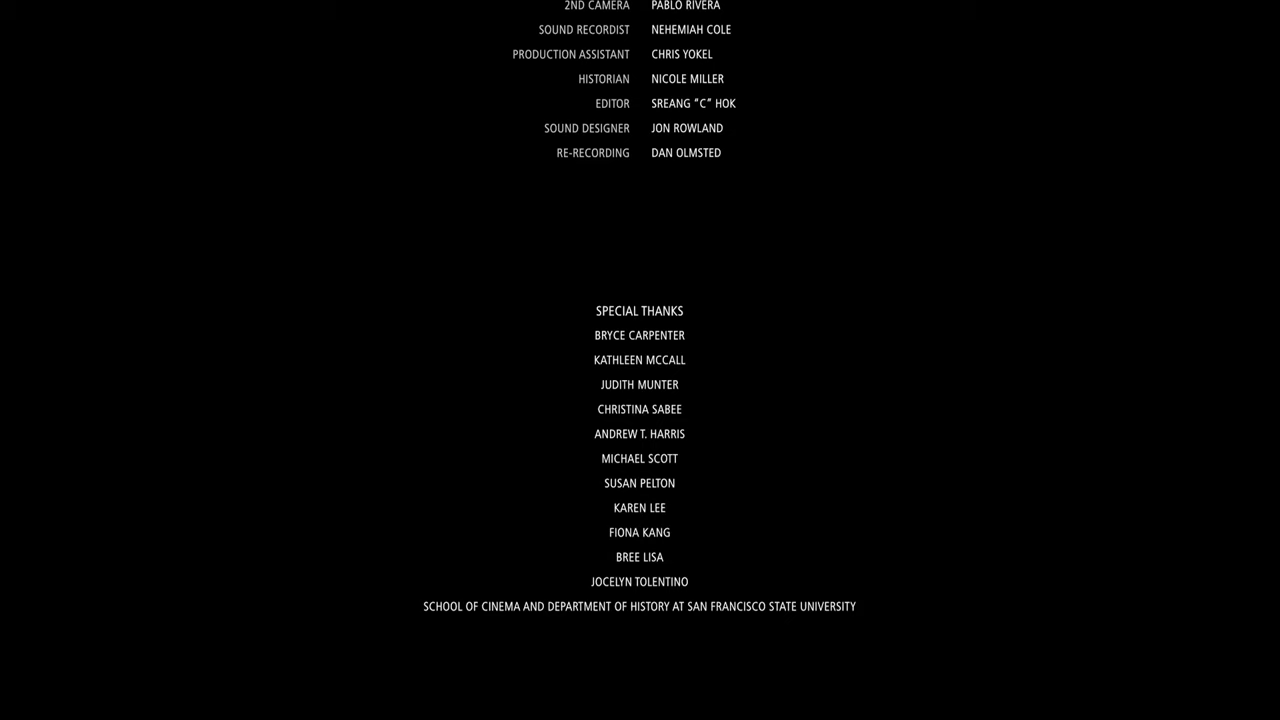 2ND CAMERA PABLO RIVERA
SOUND RECORDIST NEHEMIAH COLE
PRODUCTION ASSISTANT CHRIS YOKEL
HISTORIAN NICOLE MILLER
EDITOR SREANG "C" HOK
SOUND DESIGNER JON ROWLAND
RE-RECORDING DAN OLMSTED
SPECIAL THANKS
BRYCE CARPENTER
KATHLEEN MCCALL
JUDITH MUNTER
CHRISTINA SABEE
ANDREW T. HARRIS
MICHAEL SCOTT
SUSAN PELTON
KAREN LEE
FIONA KANG
BREE LISA
JOCELYN TOLENTINO
SCHOOL OF CINEMA AND DEPARTMENT OF HISTORY AT SAN FRANCISCO STATE UNIVERSITY